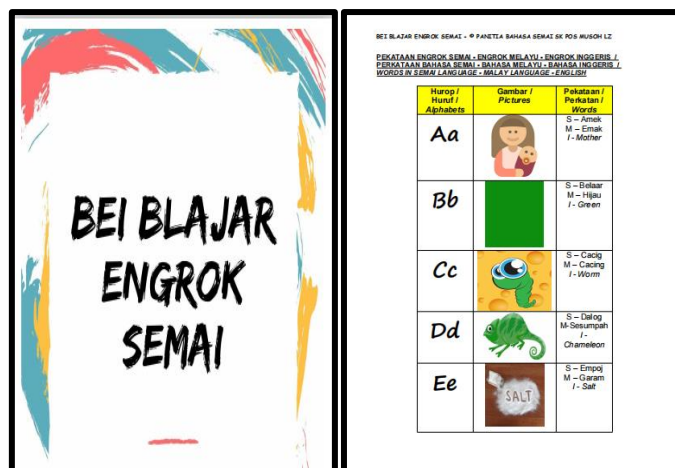 BEI BLAJAR
ENGROK
SEMAI
BEI BLAJAR ENGROK SEMAI - © PANITIA BAHASA SEMAI SK POS MUSOH LZ
PEKATAAN ENGROK SEMAI - ENGROK MELAYU - ENGROK INGGERIS /
PERKATAAN BAHASA SEMAI - BAHASA MELAYU - BAHASA INGGERIS /
WORDS IN SEMAI LANGUAGE - MALAY LANGUAGE - ENGLISH
Hurop /
Huruf /
Alphabets
Gambar /
Pictures
Pekataan /
Perkatan /
Words
Aa
S – Amek
M – Emak
I - Mother
Bb
S – Belaar
M – Hijau
I - Green
Cc
S – Cacig
M – Cacing
I - Worm
Dd
S – Dalog
M-Sesumpah
I -
Chameleon
Ee
SALT
S – Empoj
M – Garam
I - Salt